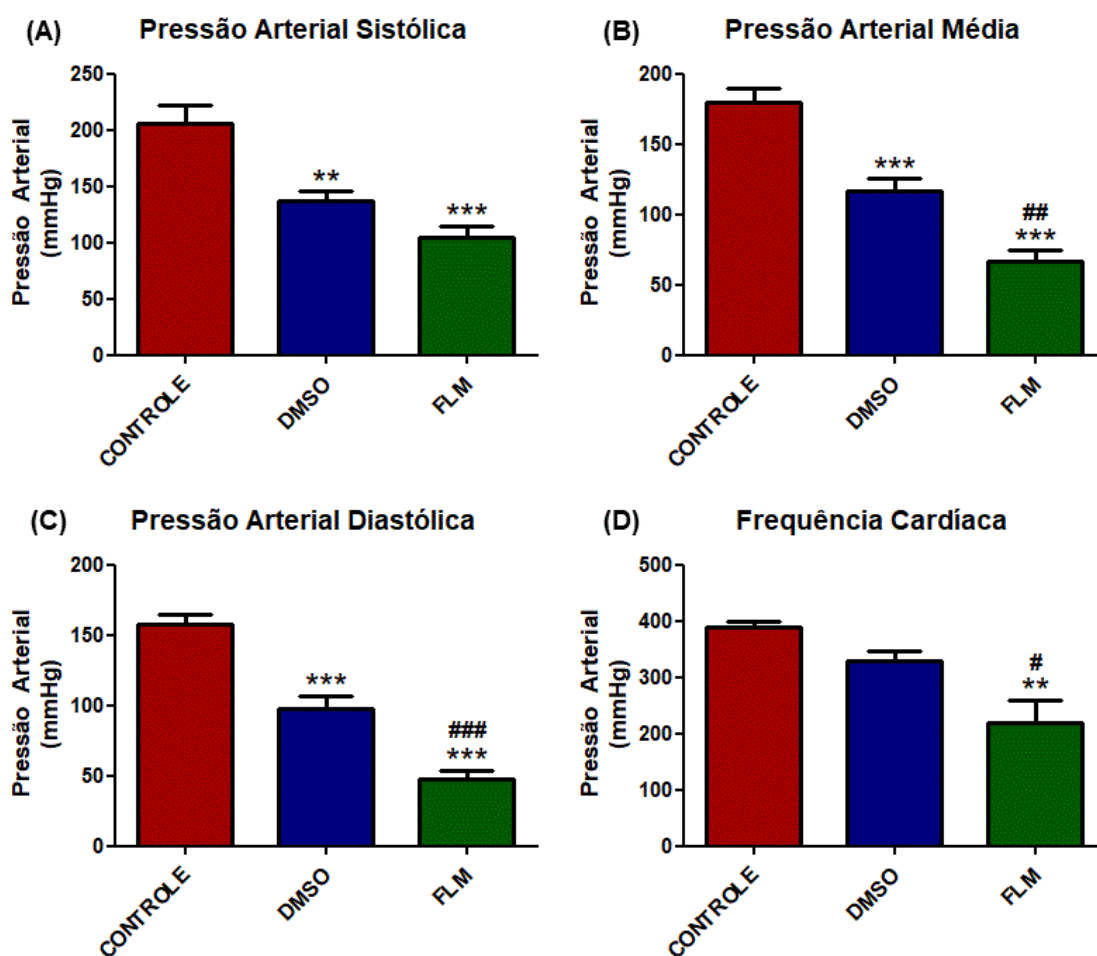 (A) Pressão Arterial Sistólica
Pressão Arterial
(mmHg)
250
200
150
100
50
0
**
***
CONTROLE
DMSO
FLM
(B) Pressão Arterial Média
Pressão Arterial
(mmHg)
200
150
100
50
0
***
##
***
CONTROLE
DMSO
FLM
(C) Pressão Arterial Diastólica
Pressão Arterial
(mmHg)
200
150
100
50
0
***
###
***
CONTROLE
DMSO
FLM
(D) Frequência Cardíaca
Pressão Arterial
(mmHg)
500
400
300
200
100
0
#
**
CONTROLE
DMSO
FLM